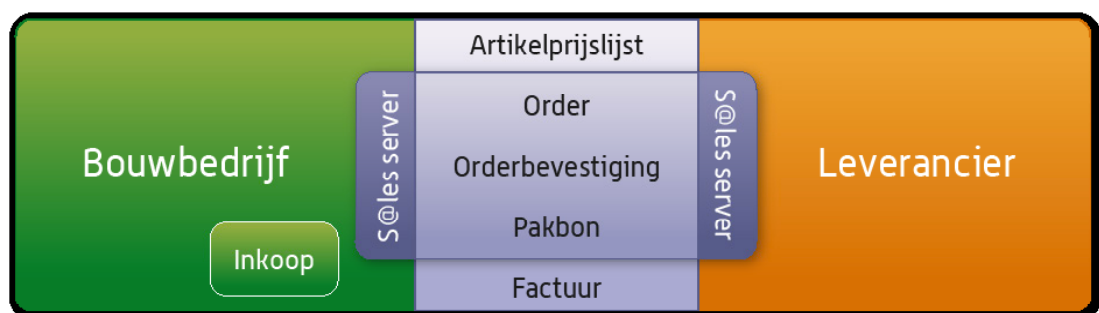 Artikelprijslijst
Bouwbedrijf
Inkoop
S@les server
Order
Orderbevestiging
Pakbon
Factuur
S@les server
Leverancier